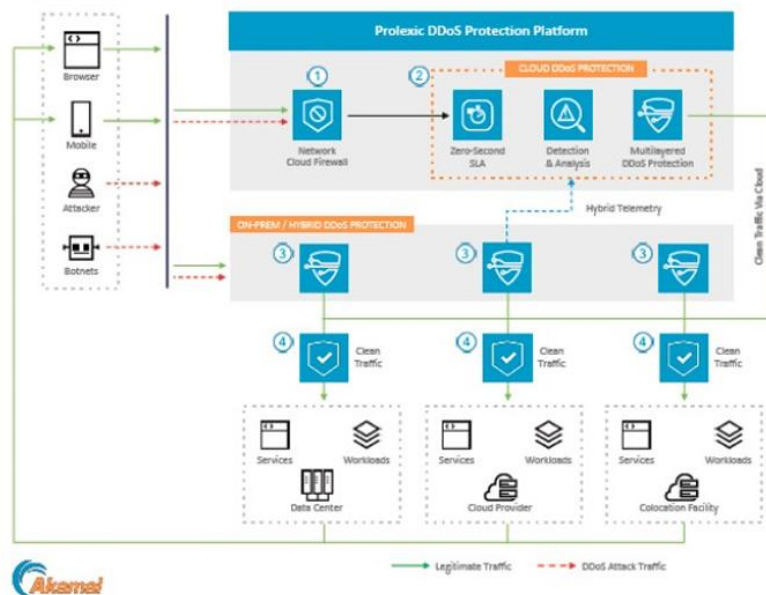 Prolexic DDoS Protection Platform
CLOUD DDoS PROTECTION
1
2
Browser
Mobile
Attacker
Botnets
Network
Cloud Firewall
Zero-Second
SLA
Detection
& Analysis
Multilayered
DDoS Protection
Hybrid Telemetry
Clean Traffic Via Cloud
ON-PREM / HYBRID DDoS PROTECTION
3
3
3
4
Clean
Traffic
4
Clean
Traffic
4
Clean
Traffic
Services
Workloads
Data Center
Services
Workloads
Cloud Provider
Services
Workloads
Colocation Facility
Legitimate Traffic
DDoS Attack Traffic
Akamai